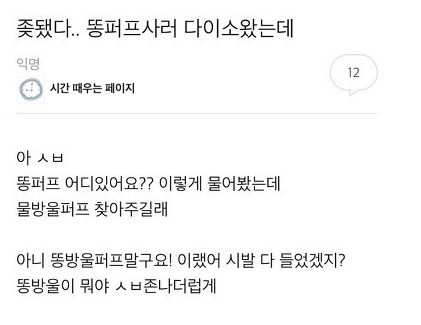 좆됐다.. 똥퍼프사러 다이소왔는데
익명
12
시간 때우는 페이지
아 ㅅㅂ
똥퍼프 어디있어요?? 이렇게 물어봤는데
물방울퍼프 찾아주길래
아니 똥방울퍼프말구요! 이랬어 시발 다 들었겠지?
똥방울이 뭐야 ㅅㅂ존나더럽게